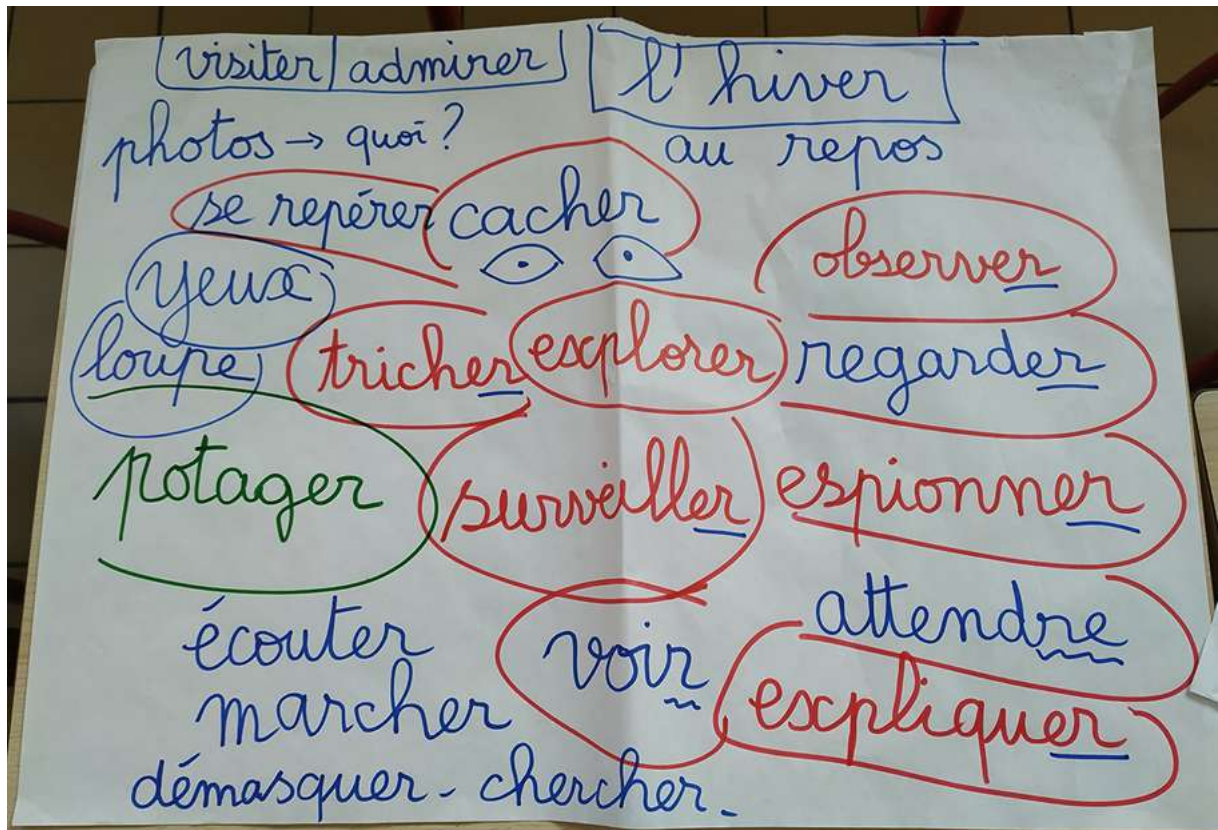 visiter admirer l'hiver
photos → quoi? au repos
se repérer cacher
observer
yeux
loupe tricher explorer regarder
potager surveiller espionner
écouter voir attendre
marcher expliquer
démasquer - chercher -